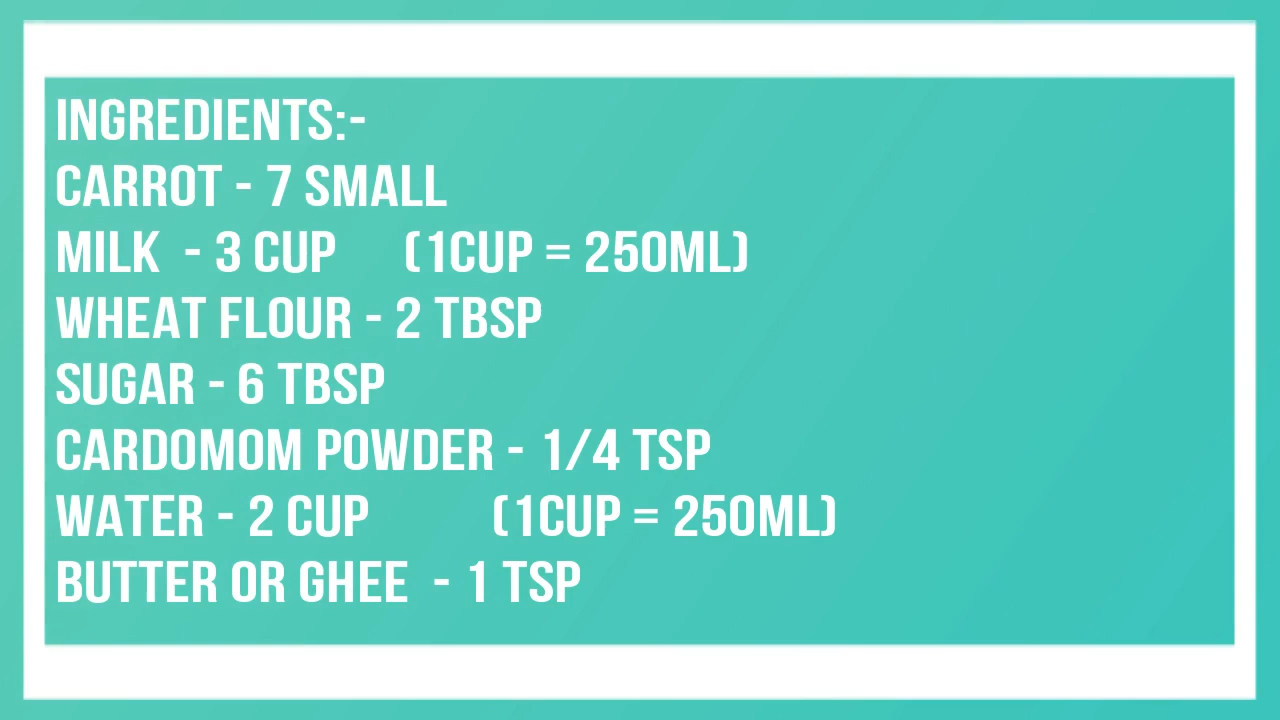 INGREDIENTS:-
CARROT - 7 SMALL
MILK - 3 CUP (1CUP = 250ML)
WHEAT FLOUR - 2 TBSP
SUGAR - 6 TBSP
CARDOMOM POWDER - 1/4 TSP
WATER - 2 CUP (1CUP = 250ML)
BUTTER OR GHEE - 1 TSP